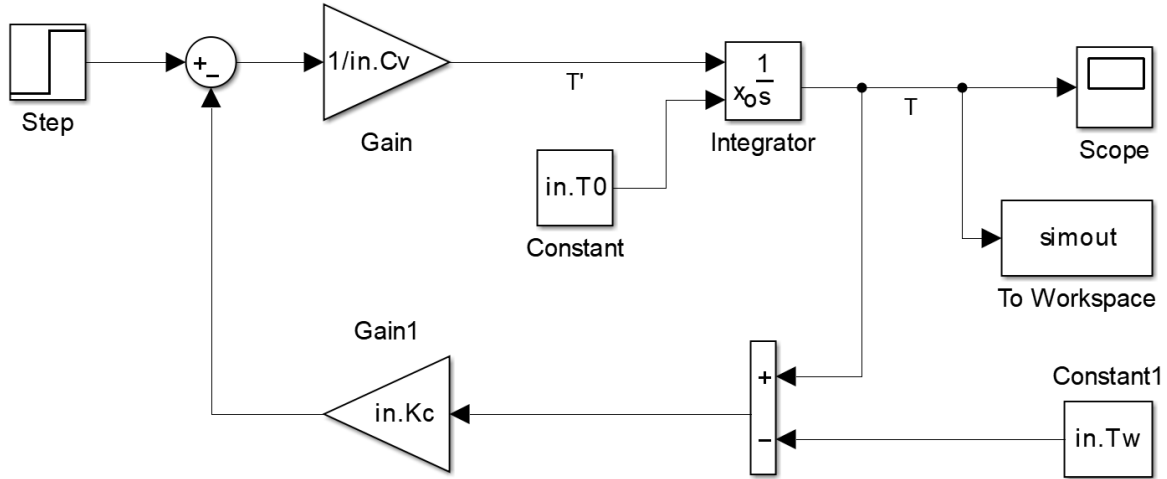 Step
+
−
1/in.Cv
Gain
T'
1
s
xo
Integrator
in.T0
Constant
T
Scope
simout
To Workspace
Gain1
in.Kc
+
−
Constant1
in.Tw